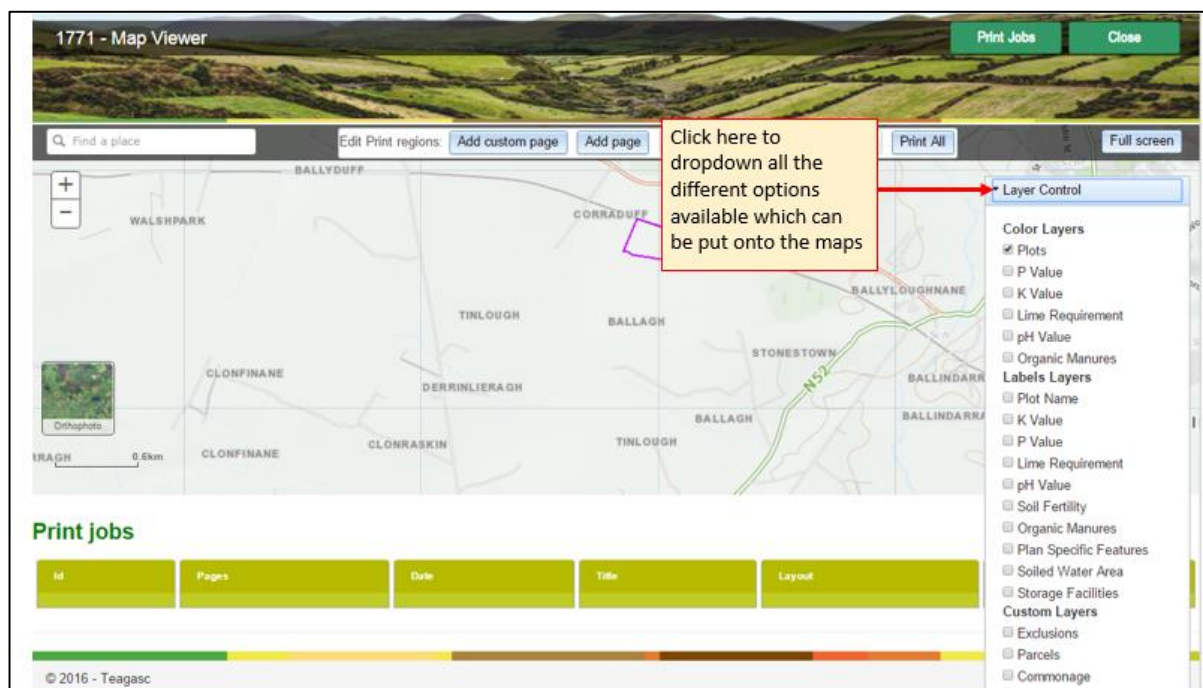 1771 - Map Viewer
Print Jobs
Close
Find a place
Edit Print regions:
Add custom page
Add page
Print All
Full screen
Click here to
dropdown all the
different options
available which can
be put onto the maps
Layer Control
Color Layers
Plots
P Value
K Value
Lime Requirement
pH Value
Organic Manures
Labels Layers
Plot Name
K Value
P Value
Lime Requirement
pH Value
Soil Fertility
Organic Manures
Plan Specific Features
Soiled Water Area
Storage Facilities
Custom Layers
Exclusions
Parcels
Commonage
+
−
BALLYDUFF
WALSHPARK
CORRADUFF
BALLYLOUGHNANE
TINLOUGH
BALLAGH
STONESTOWN
N52
CLONFINANE
DERRINLIERAGH
BALLINDARR
Orthophoto
BALLAGH
BALLINDARRA
CLONRASKIN
TINLOUGH
RRAGH
0.6km
CLONFINANE
Print jobs
Id
Pages
Date
Title
Layout
© 2016 - Teagasc